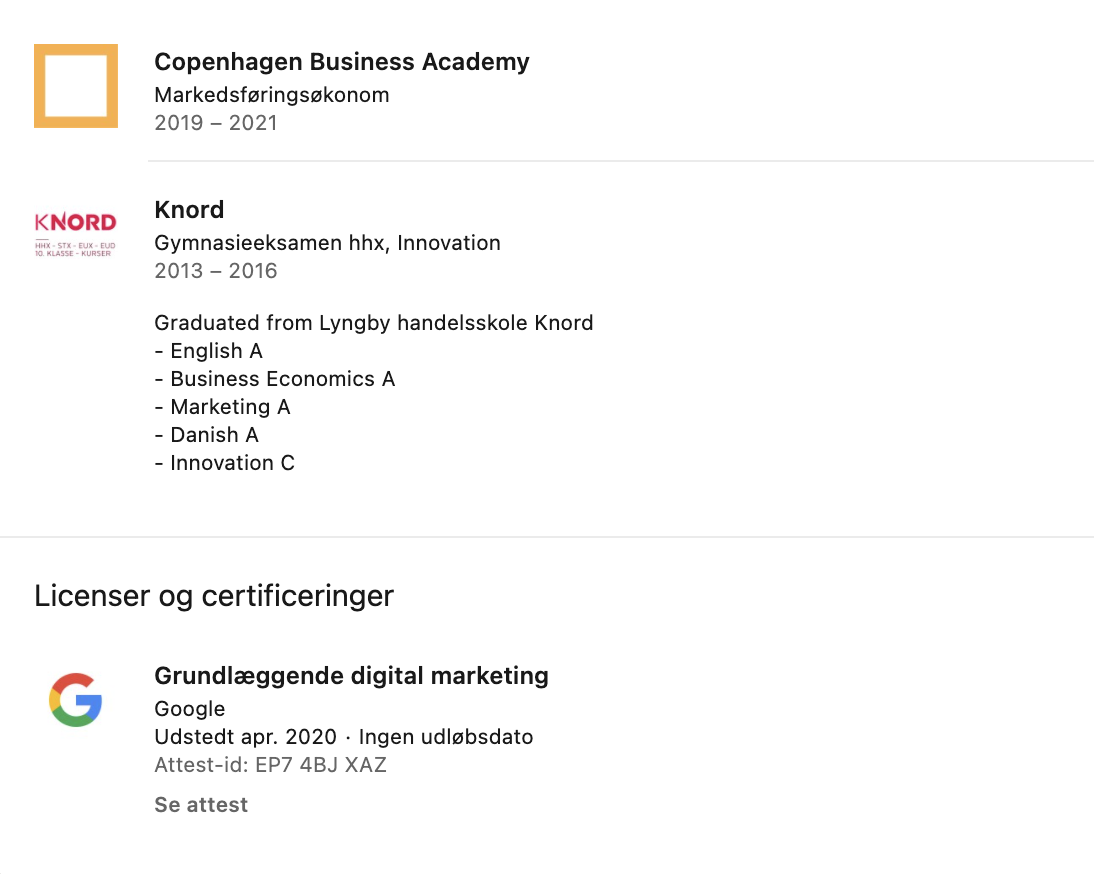 Copenhagen Business Academy
Markedsføringsøkonom
2019 – 2021
KNORD
HHX - STX - EUX - EUD
10. KLASSE - KURSER
Knord
Gymnasieeksamen hhx, Innovation
2013 – 2016
Graduated from Lyngby handelsskole Knord
- English A
- Business Economics A
- Marketing A
- Danish A
- Innovation C
Licenser og certificeringer
G
Grundlæggende digital marketing
Google
Udstedt apr. 2020 · Ingen udløbsdato
Attest-id: EP7 4BJ XAZ
Se attest